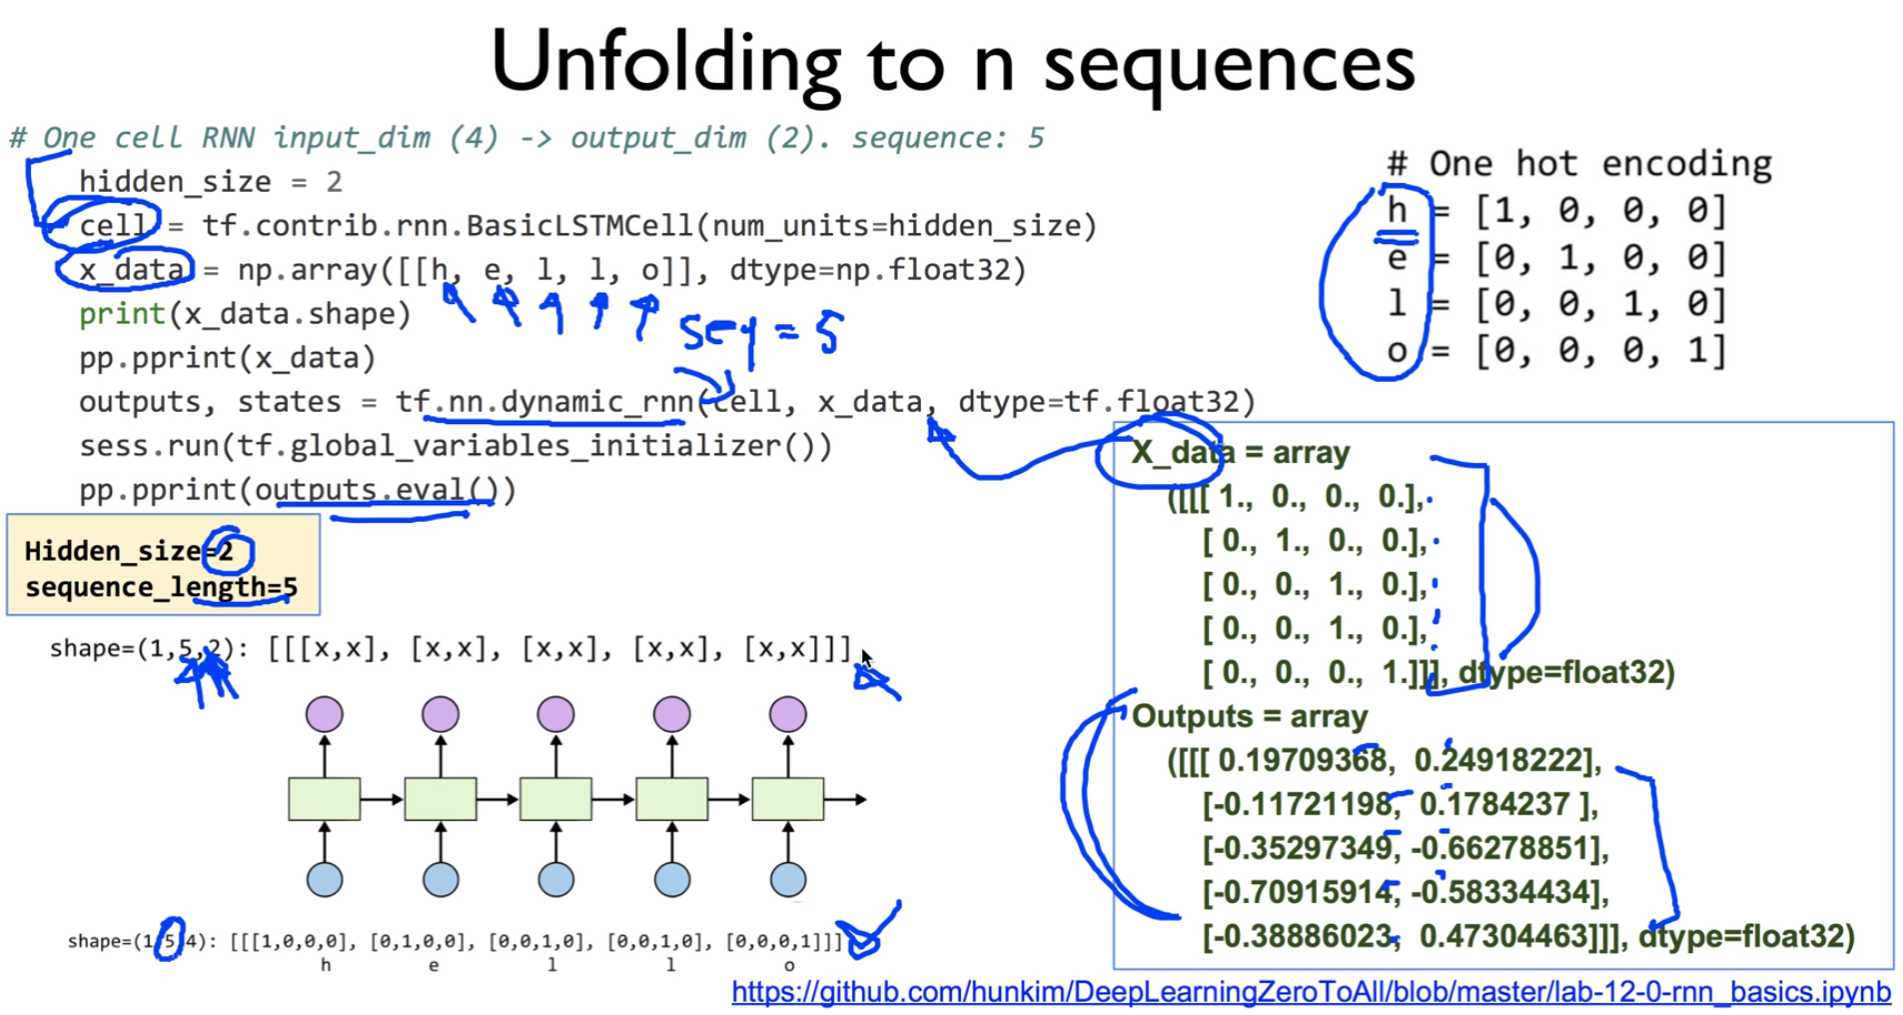 Unfolding to n sequences
# One cell RNN input_dim (4) -> output_dim (2). sequence: 5
hidden_size = 2
cell = tf.contrib.rnn.BasicLSTMCell(num_units=hidden_size)
x_data = np.array([[h, e, l, l, o]], dtype=np.float32)
print(x_data.shape)
seq = 5
pp.pprint(x_data)
outputs, states = tf.nn.dynamic_rnn(cell, x_data, dtype=tf.float32)
sess.run(tf.global_variables_initializer())
pp.pprint(outputs.eval())
# One hot encoding
h = [1, 0, 0, 0]
e = [0, 1, 0, 0]
l = [0, 0, 1, 0]
o = [0, 0, 0, 1]
Hidden_size=2
sequence_length=5
shape=(1,5,2): [[[x,x], [x,x], [x,x], [x,x], [x,x]]]
shape=(1,5,4): [[[1,0,0,0], [0,1,0,0], [0,0,1,0], [0,0,1,0], [0,0,0,1]]]
h e l l o
X_data = array
([[[ 1., 0., 0., 0.],
[ 0., 1., 0., 0.],
[ 0., 0., 1., 0.],
[ 0., 0., 1., 0.],
[ 0., 0., 0., 1.]]], dtype=float32)
Outputs = array
([[[ 0.19709368, 0.24918222],
[-0.11721198, 0.1784237 ],
[-0.35297349, -0.66278851],
[-0.70915914, -0.58334434],
[-0.38886023, 0.47304463]]], dtype=float32)
https://github.com/hunkim/DeepLearningZeroToAll/blob/master/lab-12-0-rnn_basics.ipynb